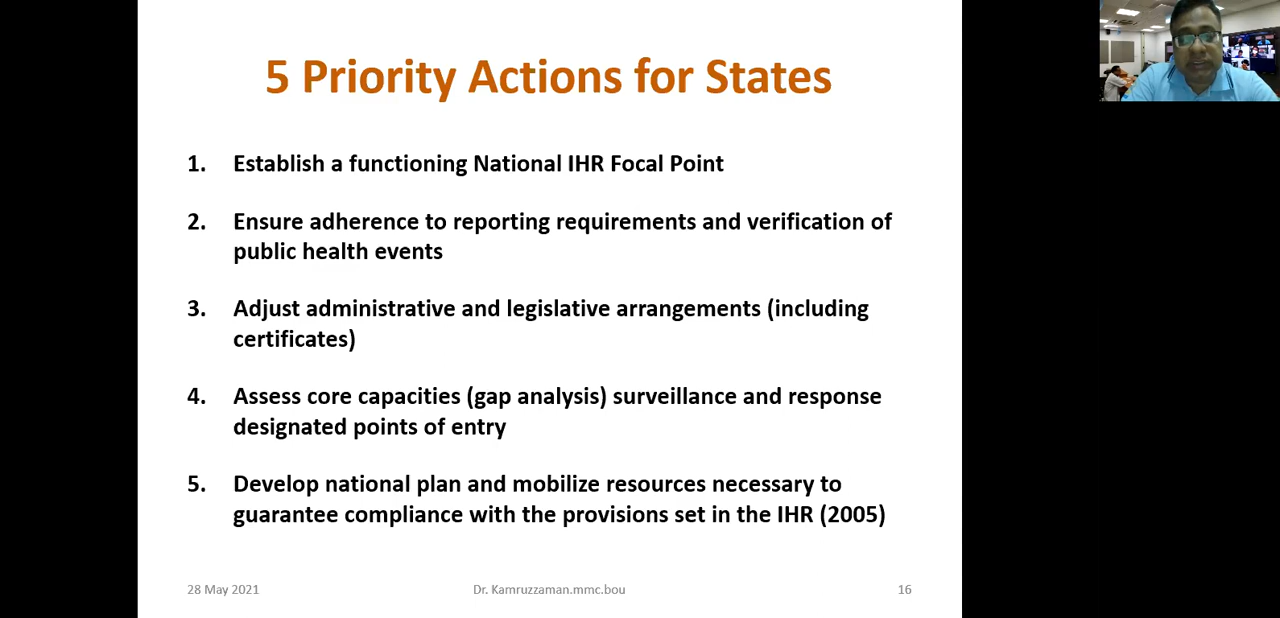 5 Priority Actions for States
1. Establish a functioning National IHR Focal Point
2. Ensure adherence to reporting requirements and verification of
public health events
3. Adjust administrative and legislative arrangements (including
certificates)
4. Assess core capacities (gap analysis) surveillance and response
designated points of entry
5. Develop national plan and mobilize resources necessary to
guarantee compliance with the provisions set in the IHR (2005)
28 May 2021 Dr. Kamruzzaman.mmc.bou 16